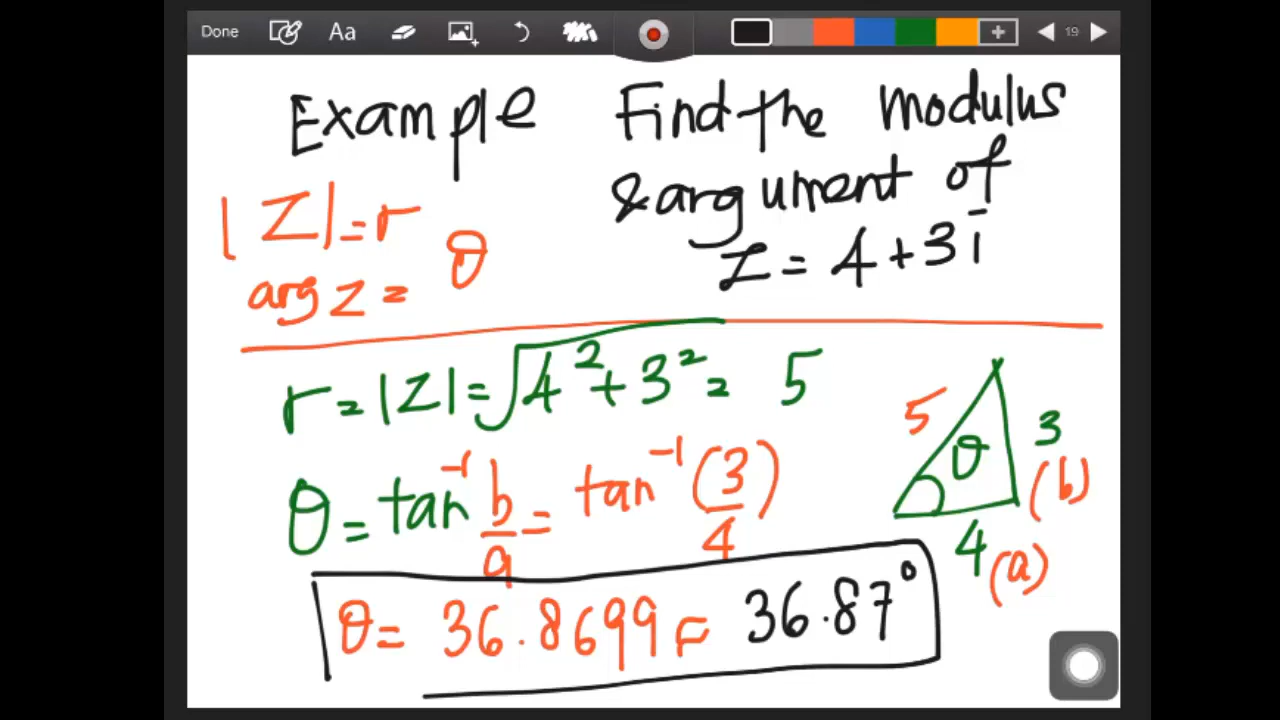 Done Aa 19
Example Find the modulus
& argument of
z = 4 + 3i
|Z| = r
arg z = θ
r = |Z| = √4² + 3² = 5
θ = tan⁻¹ b/a = tan⁻¹ (3/4)
5 θ 3 (b)
4 (a)
θ = 36.8699 = 36.87°